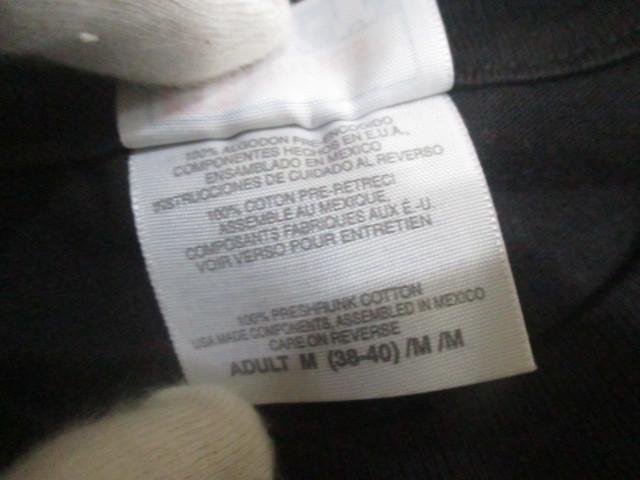 100% ALGODON PREENCOGIDO
COMPONENTES HECHOS EN E.U.A.,
ENSAMBLADO EN MEXICO
INSTRUCCIONES DE CUIDADO AL REVERSO
100% COTON PRE-RETRECI
ASSEMBLE AU MEXIQUE,
COMPOSANTS FABRIQUES AUX É.-U.
VOIR VERSO POUR ENTRETIEN
100% PRESHRUNK COTTON
USA MADE COMPONENTS, ASSEMBLED IN MEXICO
CARE ON REVERSE
ADULT M (38-40) /M /M